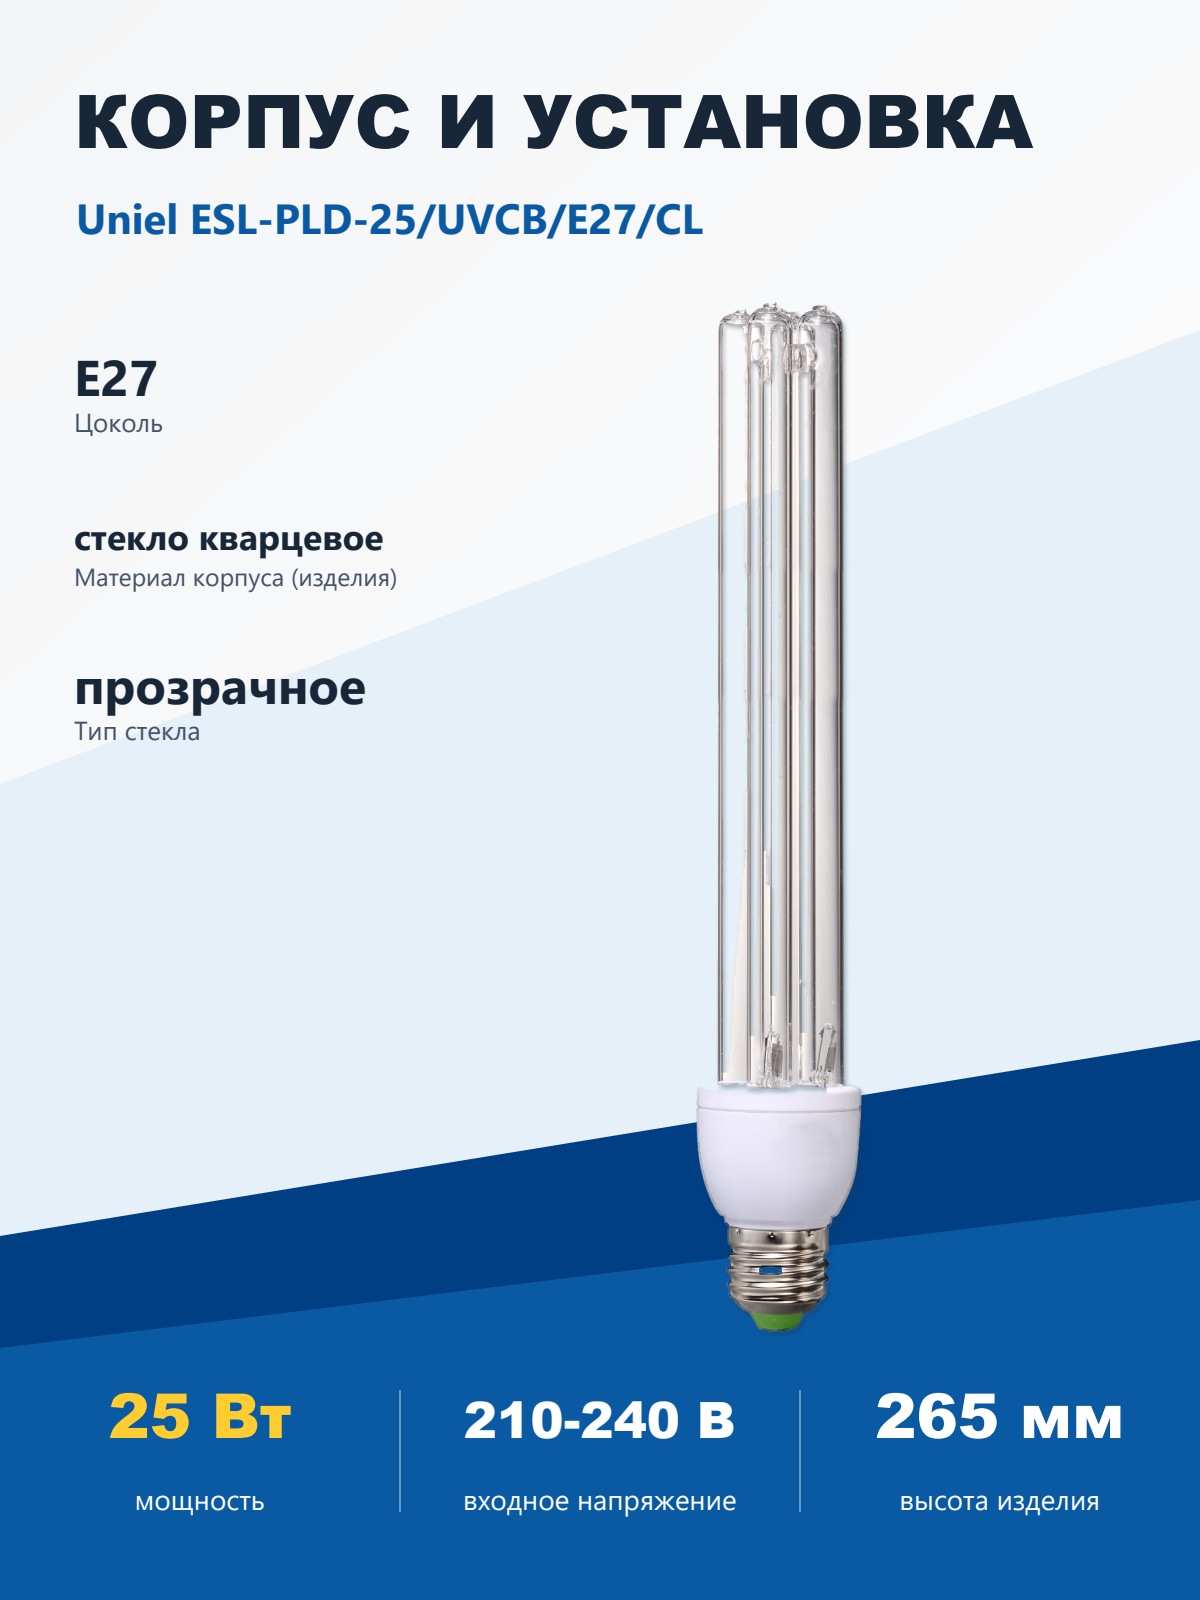 КОРПУС И УСТАНОВКА
Uniel ESL-PLD-25/UVCB/E27/CL
E27
Цоколь
стекло кварцевое
Материал корпуса (изделия)
прозрачное
Тип стекла
25 Вт
мощность
210-240 В
входное напряжение
265 мм
высота изделия